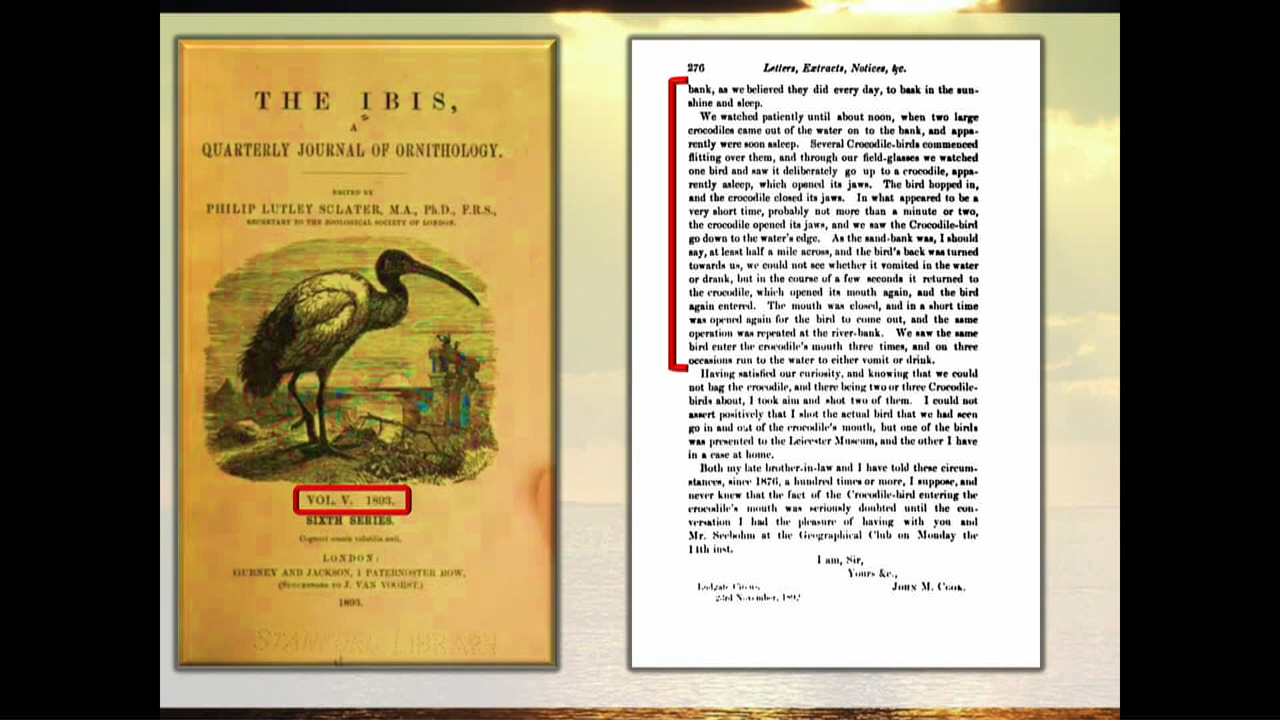 THE IBIS,
A
QUARTERLY JOURNAL OF ORNITHOLOGY.
EDITED BY
PHILIP LUTLEY SCLATER, M.A., Ph.D., F.R.S.,
SECRETARY TO THE ZOOLOGICAL SOCIETY OF LONDON.
VOL. V. 1893.
SIXTH SERIES.
Cognovi omnia volatilia cœli.
LONDON:
GURNEY AND JACKSON, 1 PATERNOSTER ROW,
(Successors to J. VAN VOORST.)
1893.
STANFORD LIBRARY
276 Letters, Extracts, Notices, &c.
bank, as we believed they did every day, to bask in the sun-
shine and sleep.
We watched patiently until about noon, when two large
crocodiles came out of the water on to the bank, and appa-
rently were soon asleep. Several Crocodile-birds commenced
flitting over them, and through our field-glasses we watched
one bird and saw it deliberately go up to a crocodile, appa-
rently asleep, which opened its jaws. The bird hopped in,
and the crocodile closed its jaws. In what appeared to be a
very short time, probably not more than a minute or two,
the crocodile opened its jaws, and we saw the Crocodile-bird
go down to the water's edge. As the sand-bank was, I should
say, at least half a mile across, and the bird's back was turned
towards us, we could not see whether it vomited in the water
or drank, but in the course of a few seconds it returned to
the crocodile, which opened its mouth again, and the bird
again entered. The mouth was closed, and in a short time
was opened again for the bird to come out, and the same
operation was repeated at the river-bank. We saw the same
bird enter the crocodile's mouth three times, and on three
occasions run to the water to either vomit or drink.
Having satisfied our curiosity, and knowing that we could
not bag the crocodile, and there being two or three Crocodile-
birds about, I took aim and shot two of them. I could not
assert positively that I shot the actual bird that we had seen
go in and out of the crocodile's mouth, but one of the birds
was presented to the Leicester Museum, and the other I have
in a case at home.
Both my late brother-in-law and I have told these circum-
stances, since 1876, a hundred times or more, I suppose, and
never knew that the fact of the Crocodile-bird entering the
crocodile's mouth was seriously doubted until the con-
versation I had the pleasure of having with you and
Mr. Seebohm at the Geographical Club on Monday the
14th inst.
I am, Sir,
Yours &c.,
Ludgate Circus, JOHN M. COOK.
23rd November, 1892